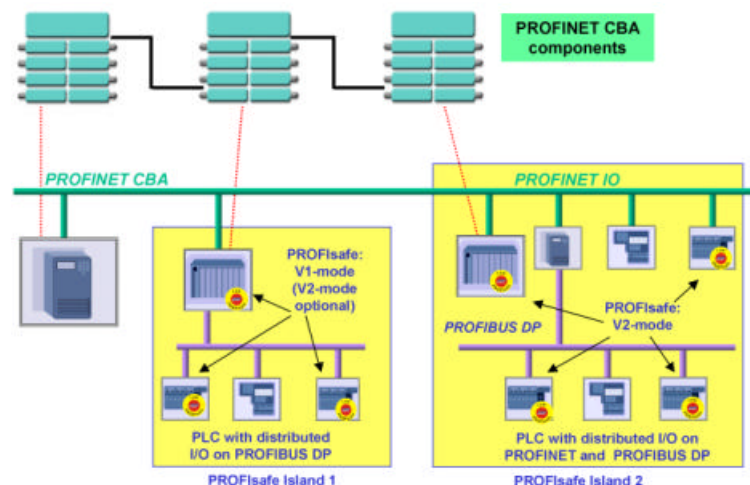 PROFINET CBA
components
PROFINET CBA
PROFINET IO
PROFIsafe:
V1-mode
(V2-mode
optional)
PROFIBUS DP
PROFIsafe:
V2-mode
PLC with distributed
I/O on PROFIBUS DP
PLC with distributed I/O on
PROFINET and PROFIBUS DP
PROFIsafe Island 1
PROFIsafe Island 2